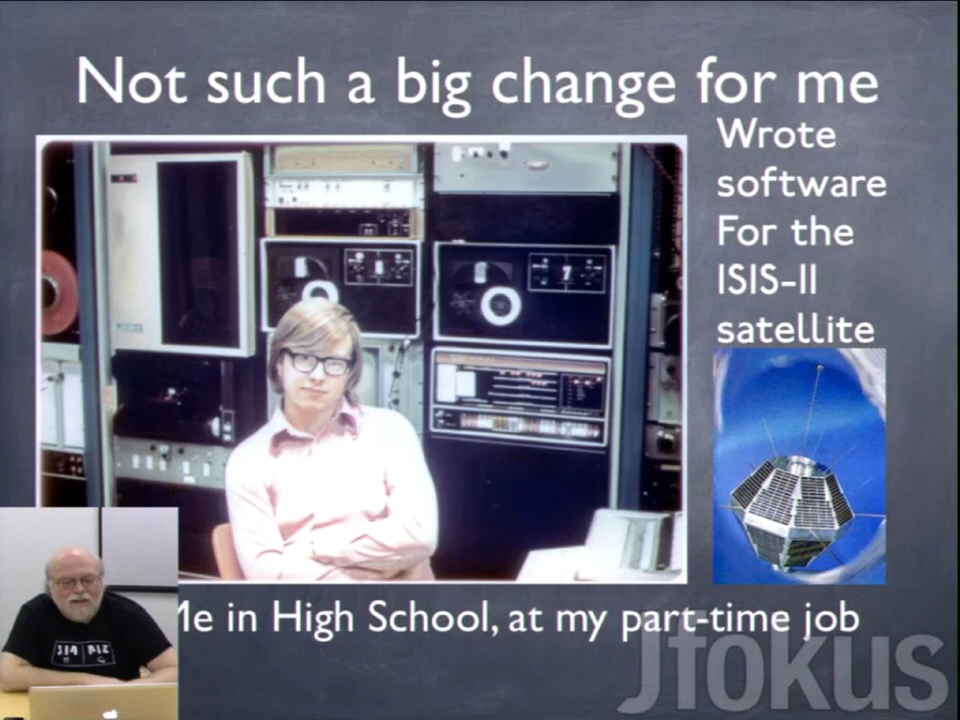 Not such a big change for me
Wrote
software
For the
ISIS-II
satellite
Me in High School, at my part-time job
Jfokus